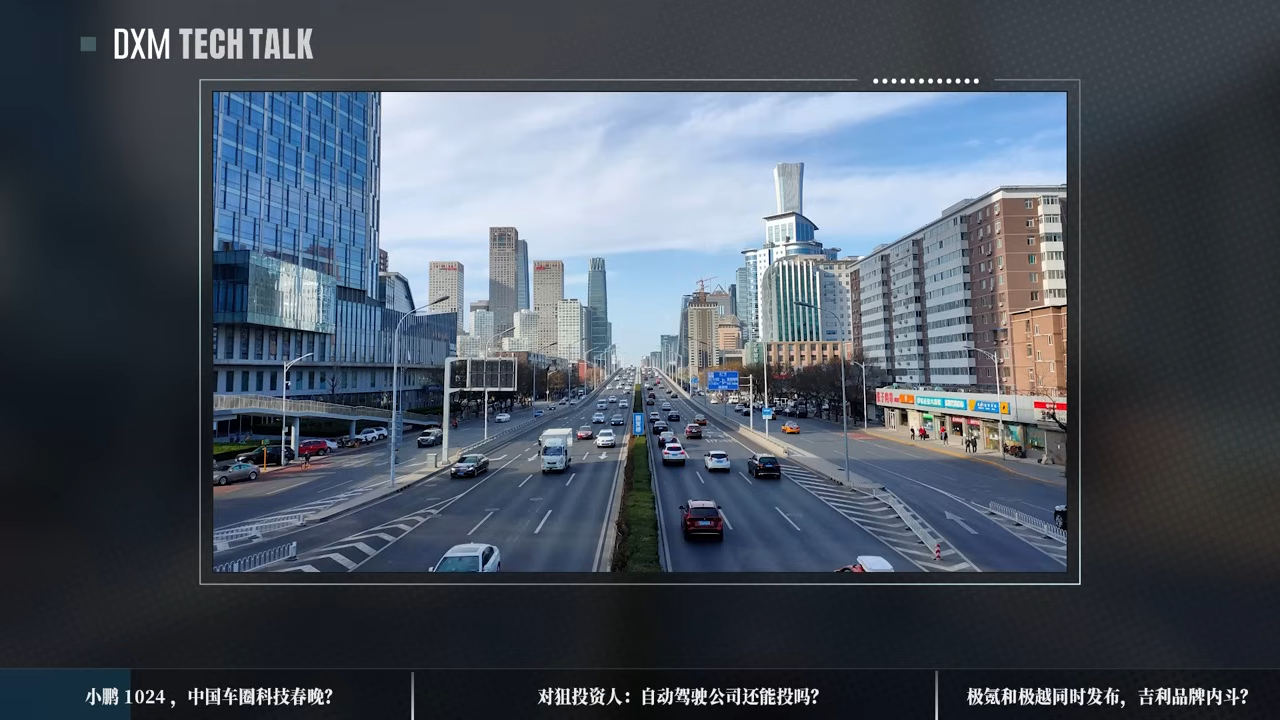 DXM TECH TALK
小鹏 1024，中国车圈科技春晚？
对狙投资人：自动驾驶公司还能投吗？
极氪和极越同时发布，吉利品牌内斗？